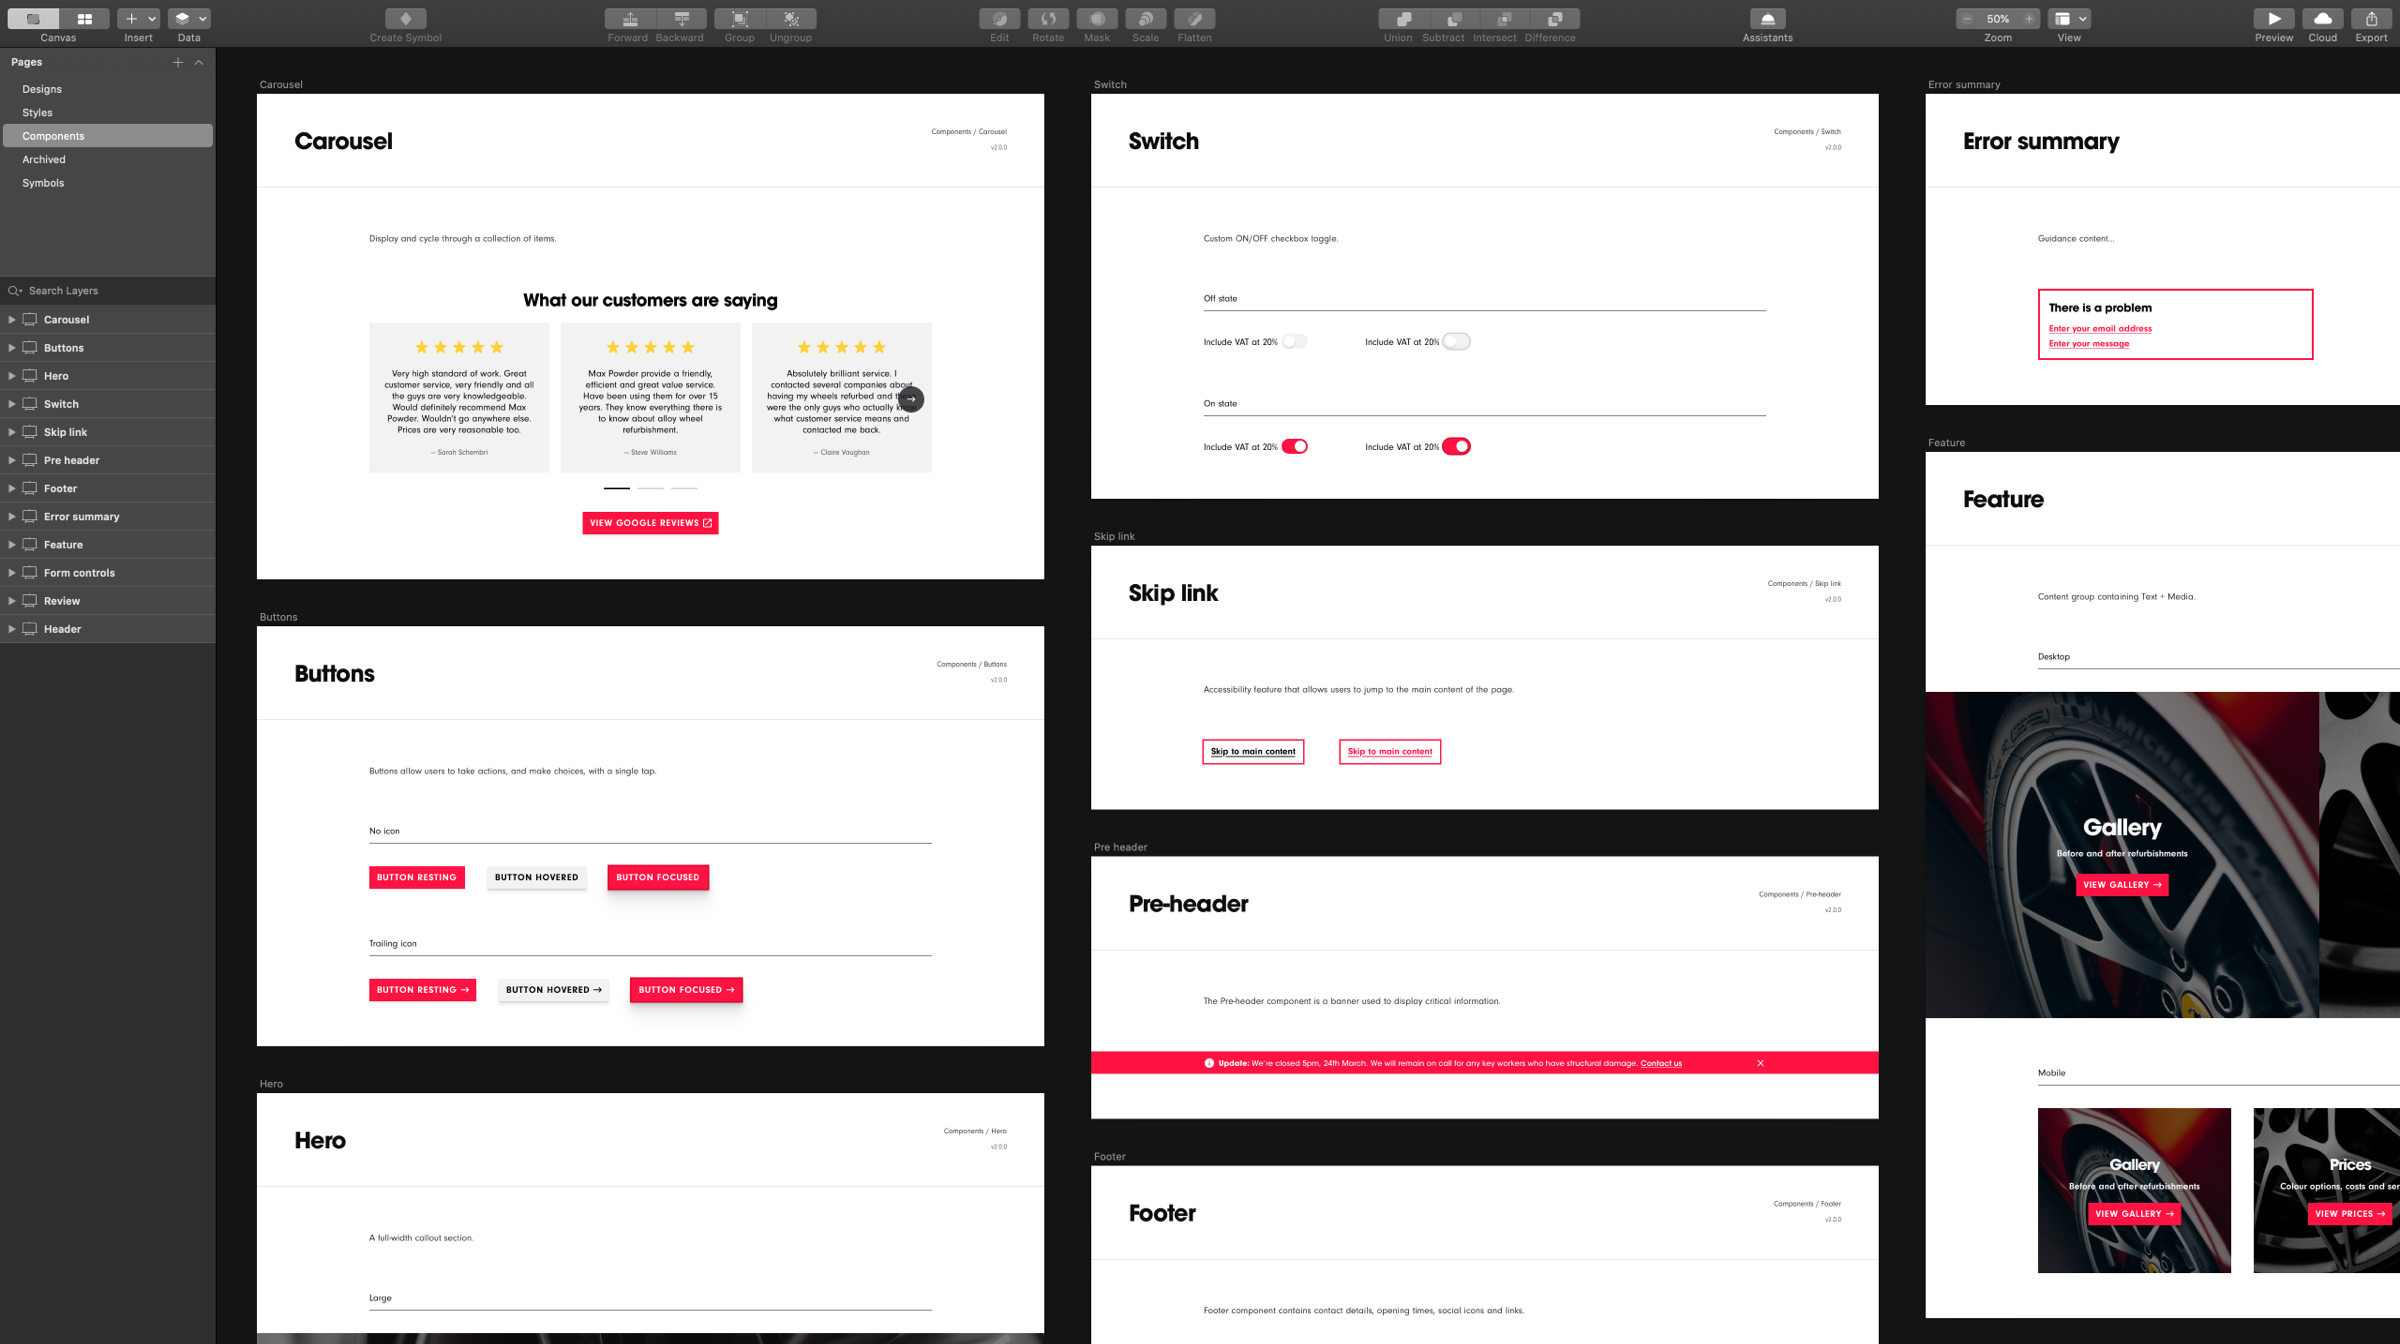 Canvas
Insert
Data
Create Symbol
Forward
Backward
Group
Ungroup
Edit
Rotate
Mask
Scale
Flatten
Union
Subtract
Intersect
Difference
Assistants
50%
Zoom
View
Preview
Cloud
Export
Pages
Designs
Styles
Components
Archived
Symbols
Search Layers
Carousel
Buttons
Hero
Switch
Skip link
Pre header
Footer
Error summary
Feature
Form controls
Review
Header
Carousel
Carousel
Components / Carousel
v2.0.0
Display and cycle through a collection of items.
What our customers are saying
Very high standard of work. Great
customer service, very friendly and all
the guys are very knowledgeable.
Would definitely recommend Max
Powder. Wouldn't go anywhere else.
Prices are very reasonable too.
— Sarah Schembri
Max Powder provide a friendly,
efficient and great value service.
Have been using them for over 15
years. They know everything there is
to know about alloy wheel
refurbishment.
— Steve Williams
Absolutely brilliant service. I
contacted several companies about
having my wheels refurbed and they
were the only guys who actually know
what customer service means and
contacted me back.
— Claire Vaughan
VIEW GOOGLE REVIEWS
Buttons
Buttons
Components / Buttons
v2.0.0
Buttons allow users to take actions, and make choices, with a single tap.
No icon
BUTTON RESTING
BUTTON HOVERED
BUTTON FOCUSED
Trailing icon
BUTTON RESTING →
BUTTON HOVERED →
BUTTON FOCUSED →
Hero
Hero
Components / Hero
v2.0.0
A full-width callout section.
Large
Switch
Switch
Components / Switch
v2.0.0
Custom ON/OFF checkbox toggle.
Off state
Include VAT at 20%
Include VAT at 20%
On state
Include VAT at 20%
Include VAT at 20%
Skip link
Skip link
Components / Skip link
v2.0.0
Accessibility feature that allows users to jump to the main content of the page.
Skip to main content
Skip to main content
Pre header
Pre-header
Components / Pre-header
v2.0.0
The Pre-header component is a banner used to display critical information.
Update: We're closed 5pm, 24th March. We will remain on call for any key workers who have structural damage. Contact us
Footer
Footer
Components / Footer
v2.0.0
Footer component contains contact details, opening times, social icons and links.
Error summary
Error summary
Guidance content...
There is a problem
Enter your email address
Enter your message
Feature
Feature
Content group containing Text + Media.
Desktop
MICHELIN
Gallery
Before and after refurbishments
VIEW GALLERY →
Mobile
Gallery
Before and after refurbishments
VIEW GALLERY →
Prices
Colour options, costs and ser
VIEW PRICES →